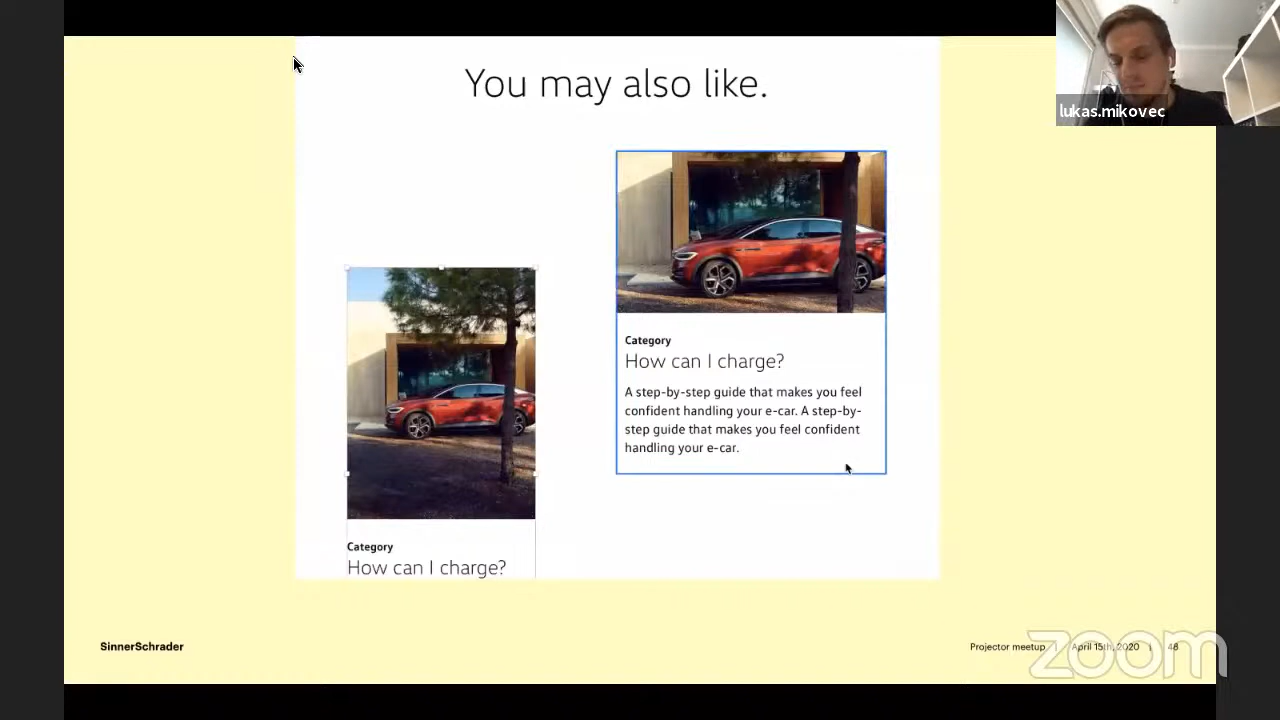 You may also like.
lukas.mikovec
Category
How can I charge?
A step-by-step guide that makes you feel
confident handling your e-car. A step-by-
step guide that makes you feel confident
handling your e-car.
Category
How can I charge?
SinnerSchrader
Projector meetup | April 15th, 2020 | 48
zoom